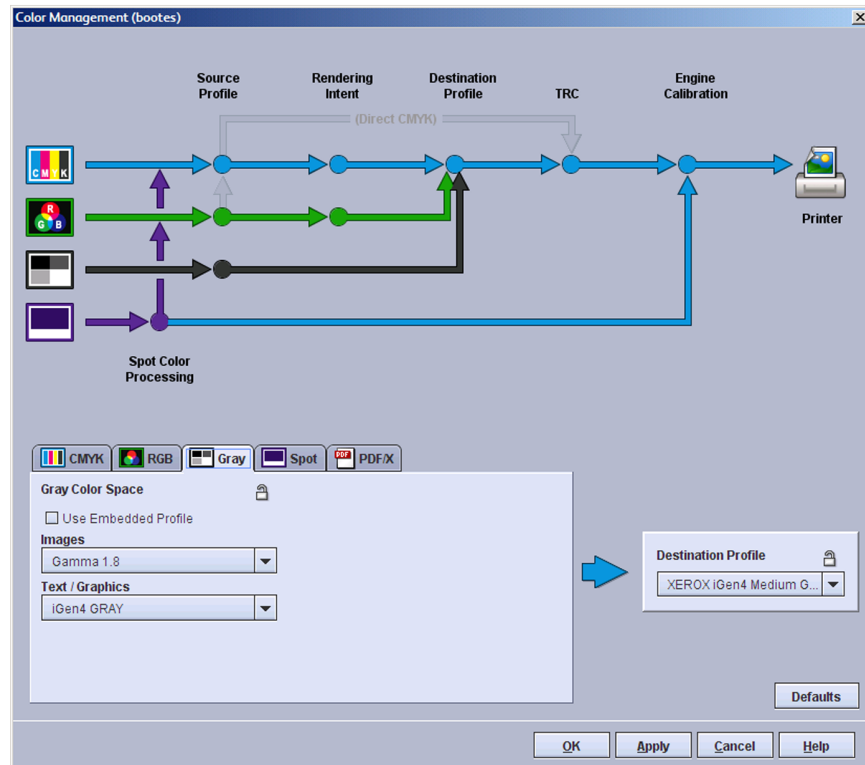 Color Management (bootes)
Source
Profile
Rendering
Intent
Destination
Profile
TRC
Engine
Calibration
(Direct CMYK)
CMYK
R
G B
Printer
Spot Color
Processing
CMYK RGB Gray Spot PDF PDF/X
Gray Color Space
Use Embedded Profile
Images
Gamma 1.8
Text / Graphics
iGen4 GRAY
Destination Profile
XEROX iGen4 Medium G...
Defaults
OK Apply Cancel Help